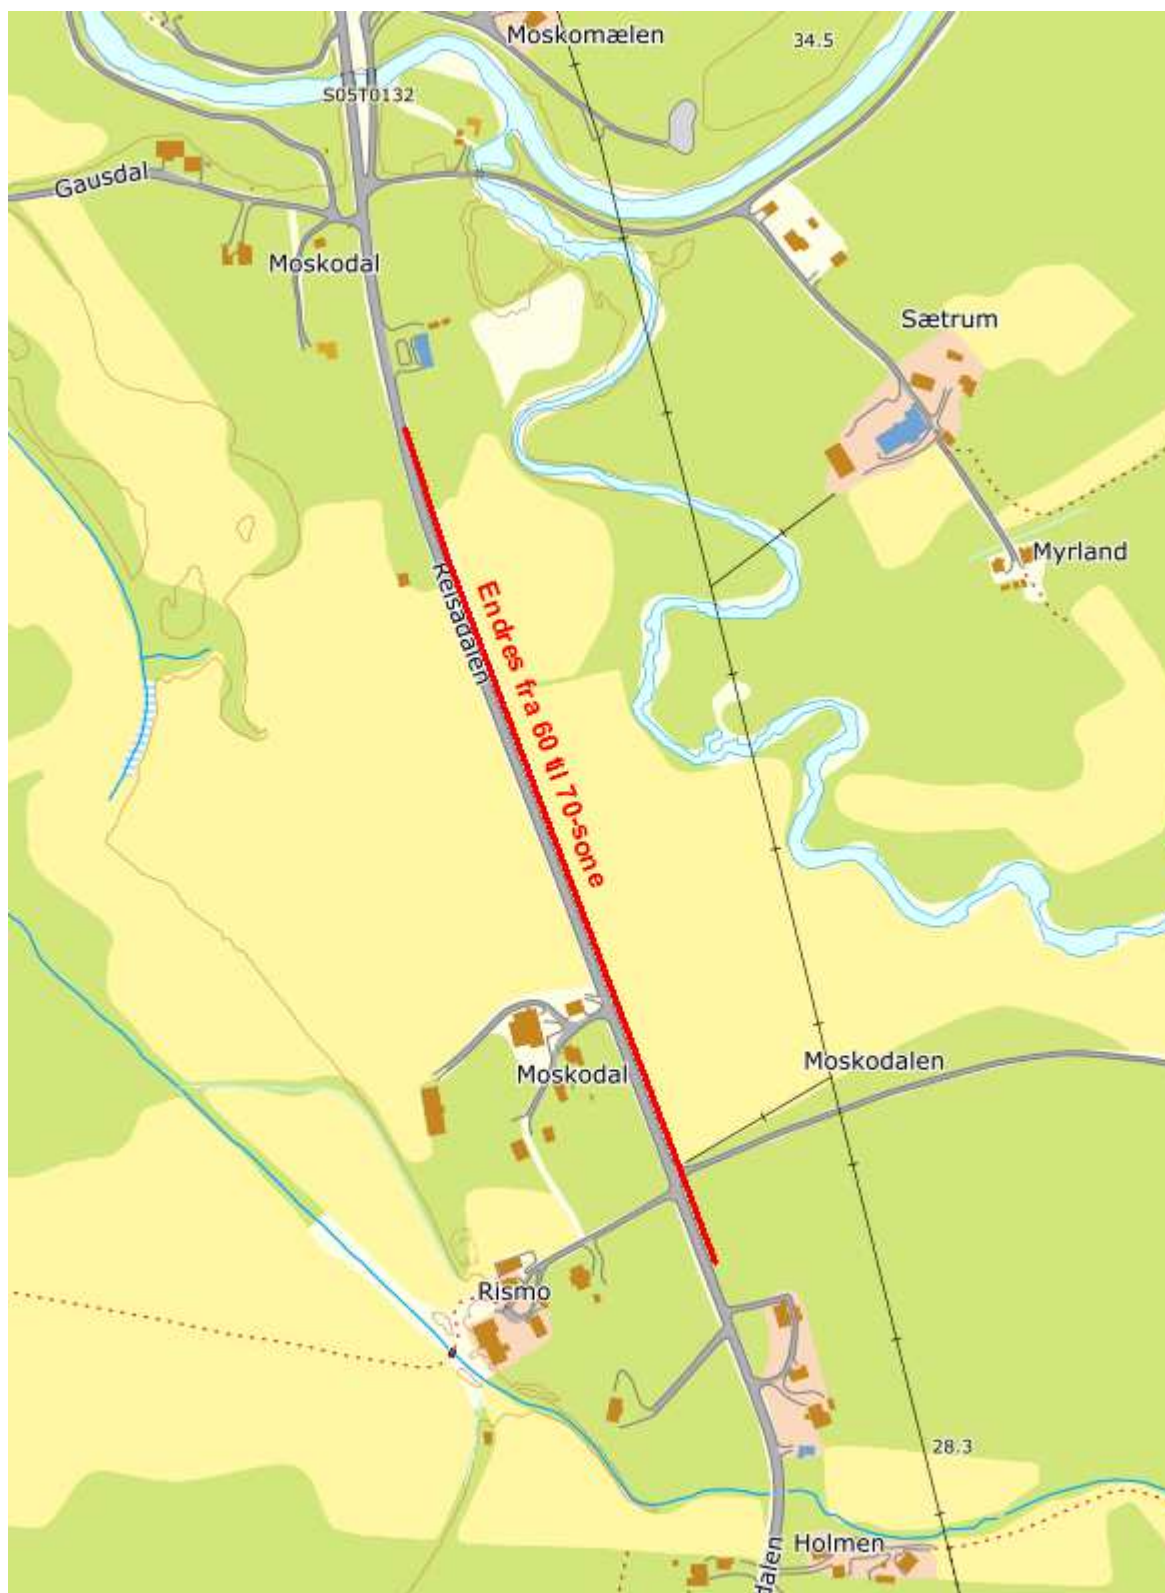 Moskomælen
34.5
S05T0132
Gausdal
Moskodal
Sætrum
Myrland
Reisadalen
Endres fra 60 til 70-sone
Moskodalen
Moskodal
Rismo
28.3
Holmen
dalen